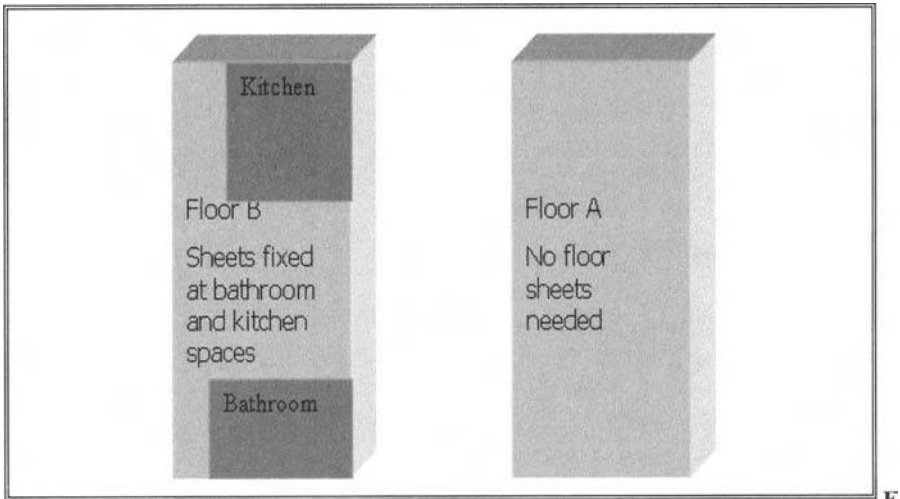 Kitchen
Floor B
Sheets fixed
at bathroom
and kitchen
spaces
Bathroom
Floor A
No floor
sheets
needed